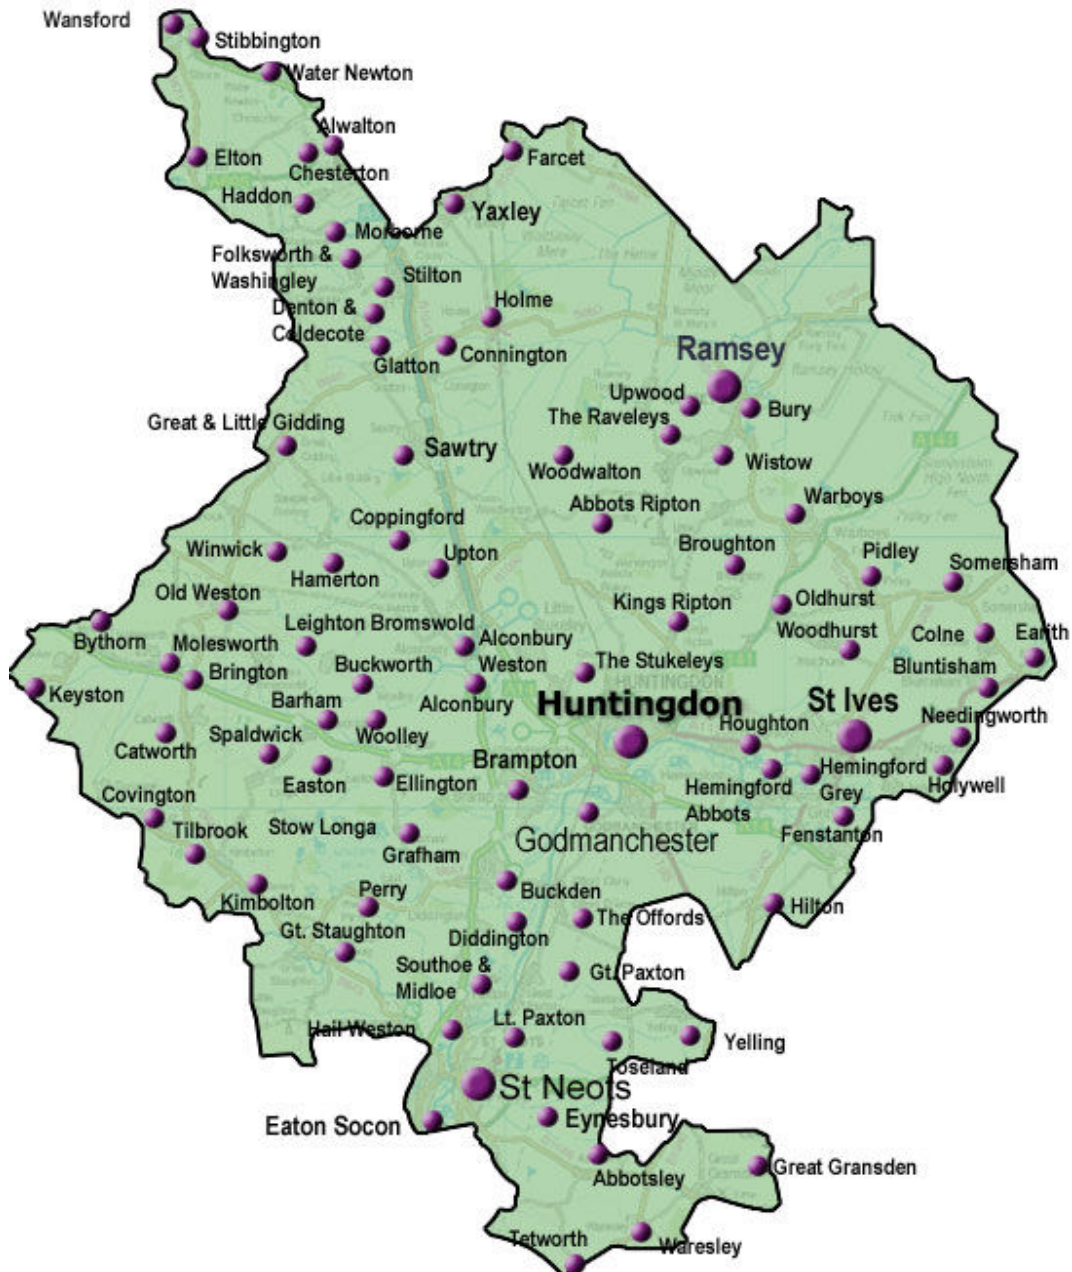 Wansford
Stibbington
Water Newton
Alwalton
Elton
Chesterton
Farcet
Haddon
Yaxley
Morborne
Folksworth &
Washingley
Stilton
Holme
Denton &
Coldecote
Glatton
Connington
Ramsey
Upwood
Bury
The Raveleys
Great & Little Gidding
Sawtry
Woodwalton
Wistow
Abbots Ripton
Warboys
Coppingford
Broughton
Winwick
Upton
Pidley
Hamerton
Somersham
Old Weston
Kings Ripton
Oldhurst
Leighton Bromswold
Woodhurst
Colne
Earith
Bythorn
Molesworth
Alconbury
Weston
Buckworth
The Stukeleys
Bluntisham
Brington
Keyston
Barham
Alconbury
Huntingdon
St Ives
Needingworth
Houghton
Catworth
Spaldwick
Woolley
Brampton
Hemingford
Grey
Easton
Ellington
Hemingford
Abbots
Holywell
Covington
Tilbrook
Stow Longa
Grafham
Godmanchester
Fenstanton
Kimbolton
Perry
Buckden
Hilton
The Offords
Gt. Staughton
Diddington
Southoe &
Midloe
Gt. Paxton
Hail Weston
Lt. Paxton
Yelling
Toseland
St Neots
Eaton Socon
Eynesbury
Abbotsley
Great Gransden
Tetworth
Waresley